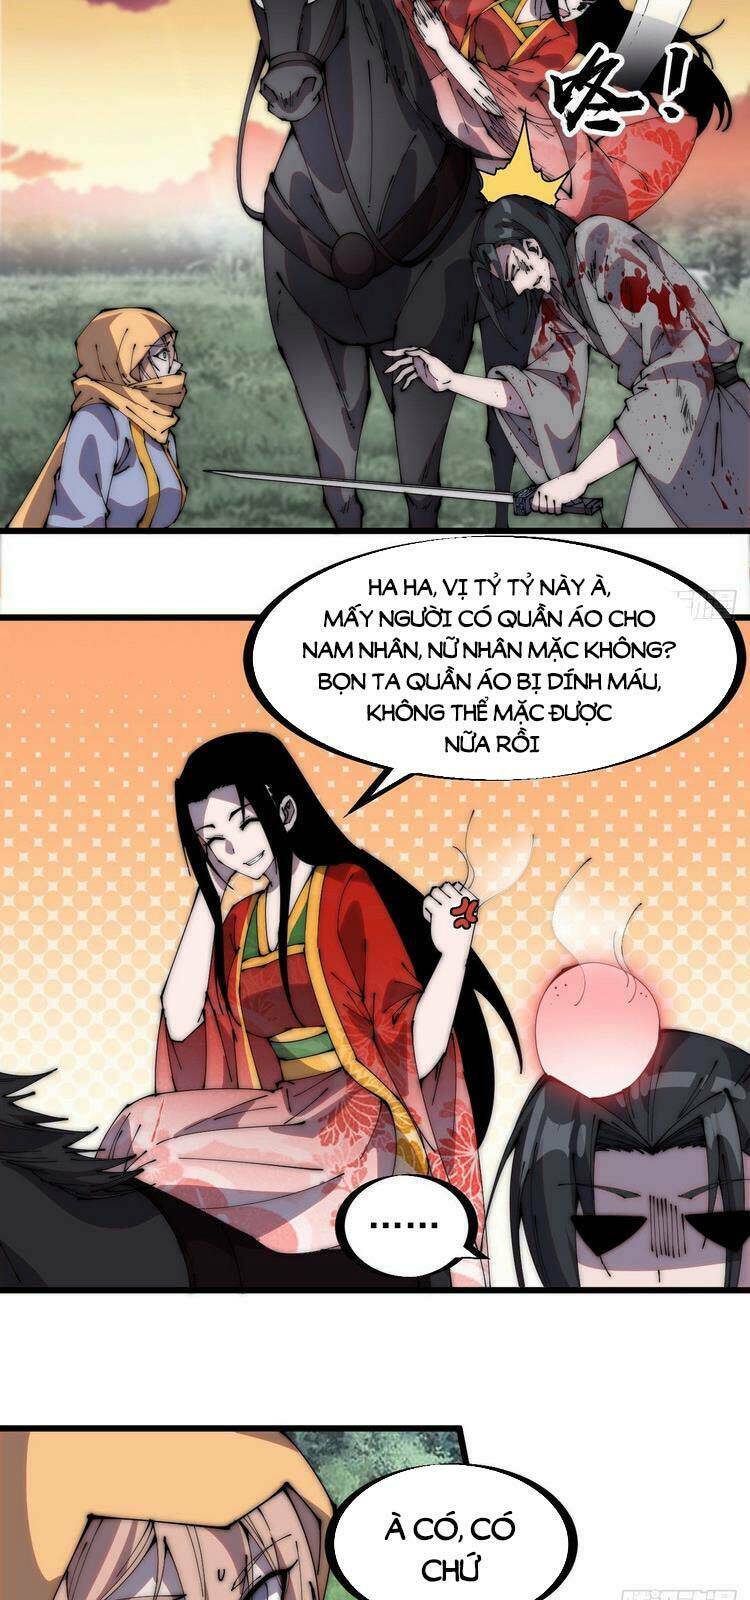 咚!
HA HA, VỊ TỶ TỶ NÀY À,
MẤY NGƯỜI CÓ QUẦN ÁO CHO
NAM NHÂN, NỮ NHÂN MẶC KHÔNG?
BỌN TA QUẦN ÁO BỊ DÍNH MÁU,
KHÔNG THỂ MẶC ĐƯỢC
NỮA RỒI
......
À CÓ, CÓ
CHỨ